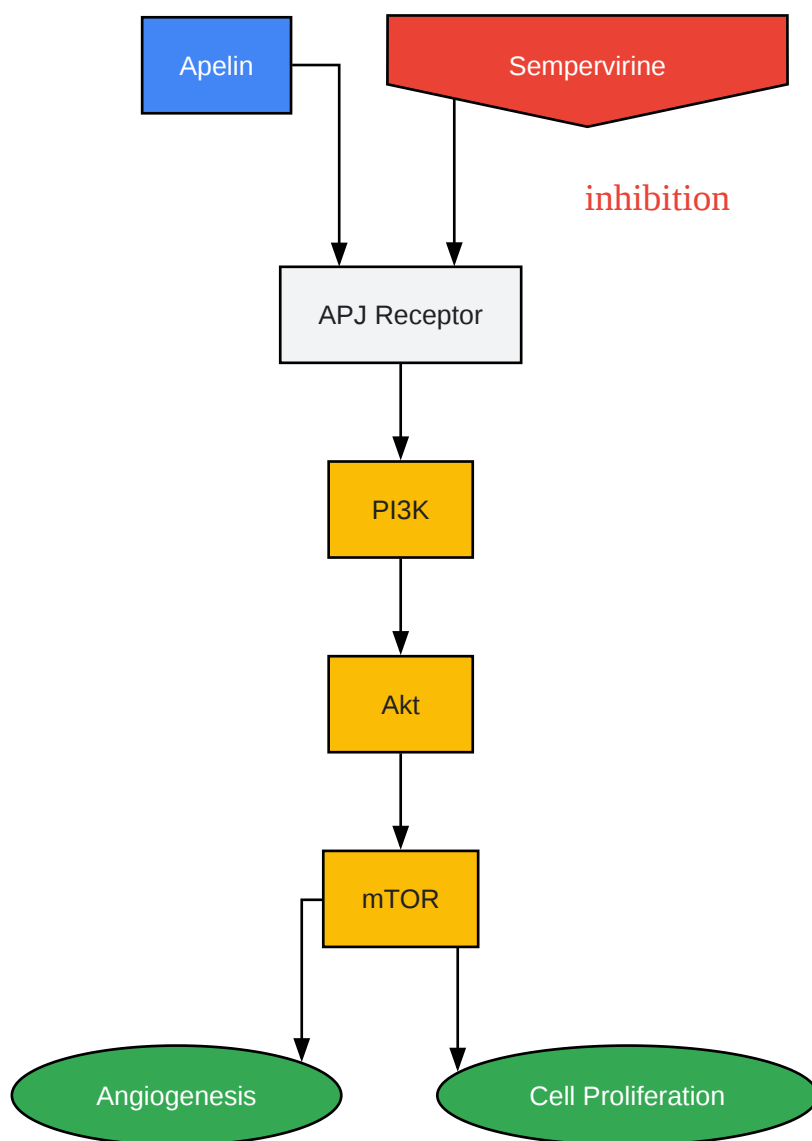 Apelin
Sempervirine
inhibition
APJ Receptor
PI3K
Akt
mTOR
Angiogenesis
Cell Proliferation